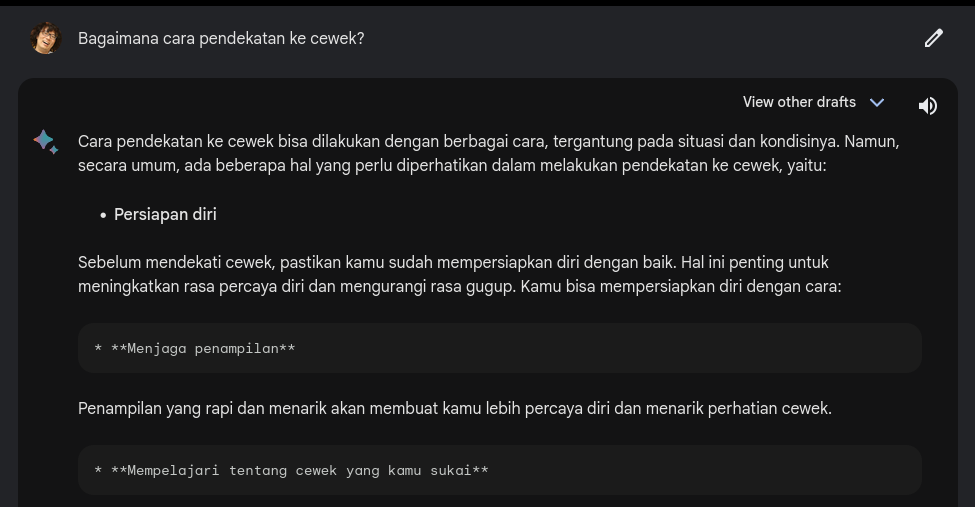 Bagaimana cara pendekatan ke cewek?
View other drafts
Cara pendekatan ke cewek bisa dilakukan dengan berbagai cara, tergantung pada situasi dan kondisinya. Namun,
secara umum, ada beberapa hal yang perlu diperhatikan dalam melakukan pendekatan ke cewek, yaitu:
• Persiapan diri
Sebelum mendekati cewek, pastikan kamu sudah mempersiapkan diri dengan baik. Hal ini penting untuk
meningkatkan rasa percaya diri dan mengurangi rasa gugup. Kamu bisa mempersiapkan diri dengan cara:
* **Menjaga penampilan**
Penampilan yang rapi dan menarik akan membuat kamu lebih percaya diri dan menarik perhatian cewek.
* **Mempelajari tentang cewek yang kamu sukai**